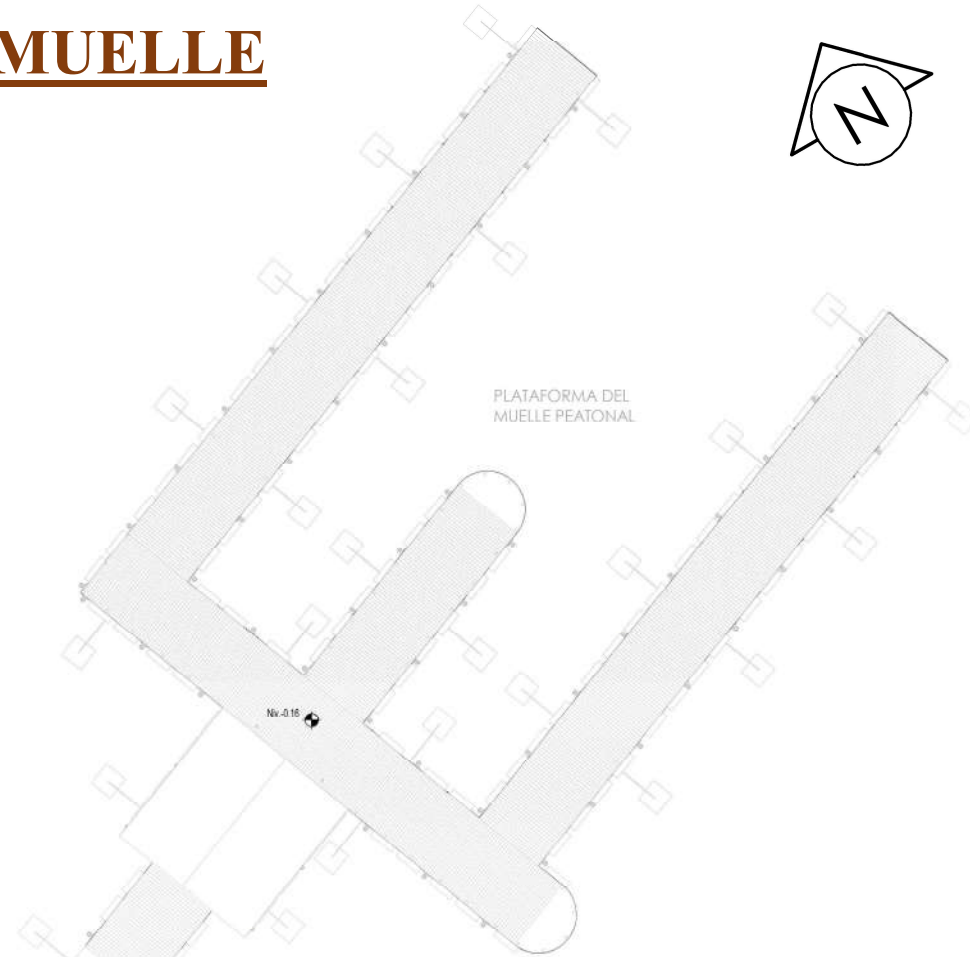 MUELLE
N
PLATAFORMA DEL
MUELLE PEATONAL
Niv.-0.16